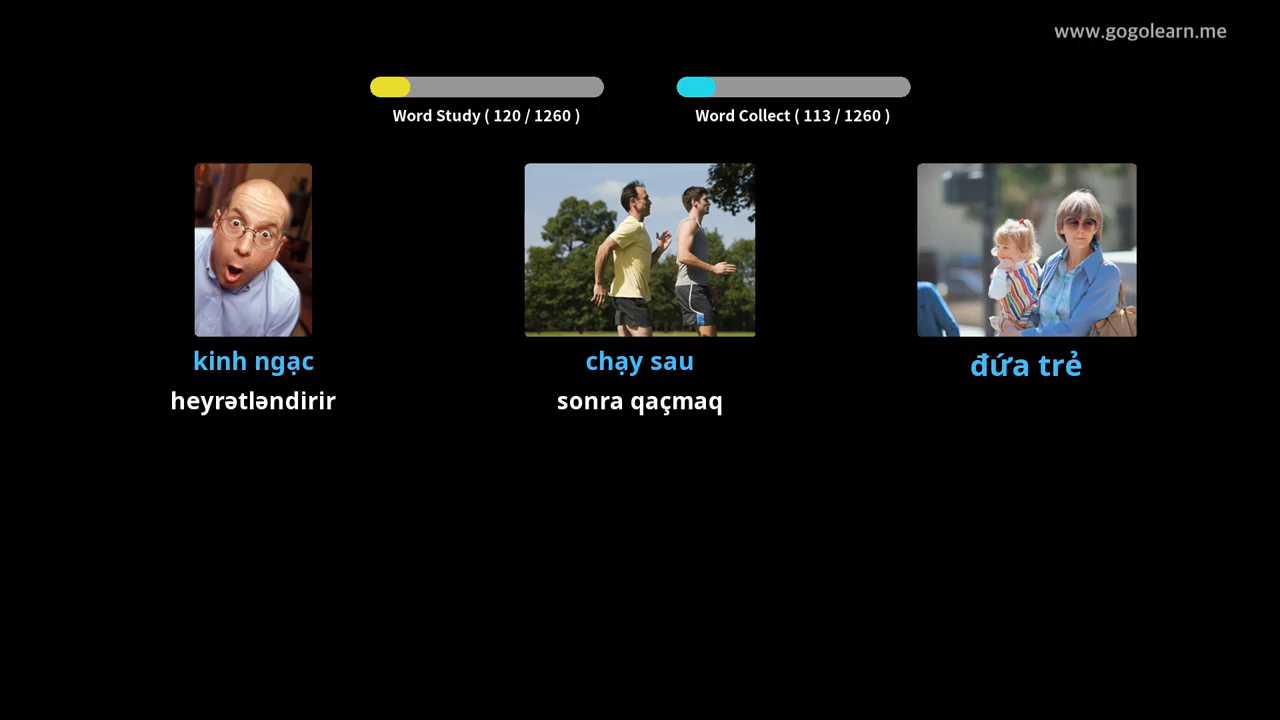 www.gogolearn.me
Word Study ( 120 / 1260 )
Word Collect ( 113 / 1260 )
kinh ngạc
heyrətləndirir
chạy sau
sonra qaçmaq
đứa trẻ